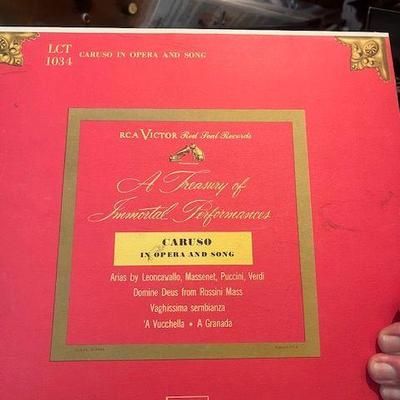 LCT
1034
CARUSO IN OPERA AND SONG
RCA VICTOR Red Seal Records
A Treasury of
Immortal Performances
CARUSO
IN OPERA AND SONG
Arias by Leoncavallo, Massenet, Puccini, Verdi
Domine Deus from Rossini Mass
Vaghissima sembianza
'A Vucchella • A Granada